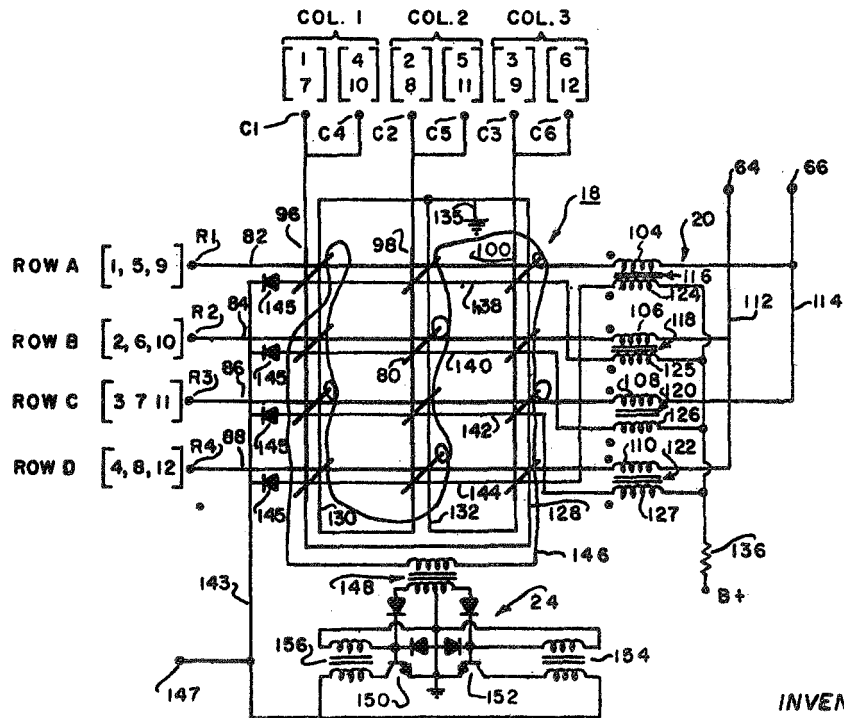 COL. 1 COL. 2 COL. 3
1 4 2 5 3 6
7 10 8 11 9 12
C1 C4 C2 C5 C3 C6
64 66
96 135 18
98 100 104 20
R1 82
ROW A [1, 5, 9] 116
145 138 124 112 114
84 106
R2 118
ROW B [2, 6, 10]
145 80 140 125
86 108
R3 120
ROW C [3 7 11]
145 142 126
88 110
R4 122
ROW D [4, 8, 12]
145 130 132 144 128 127
146 136
143 148 B+
24
156 154
147 150 152
INVEN